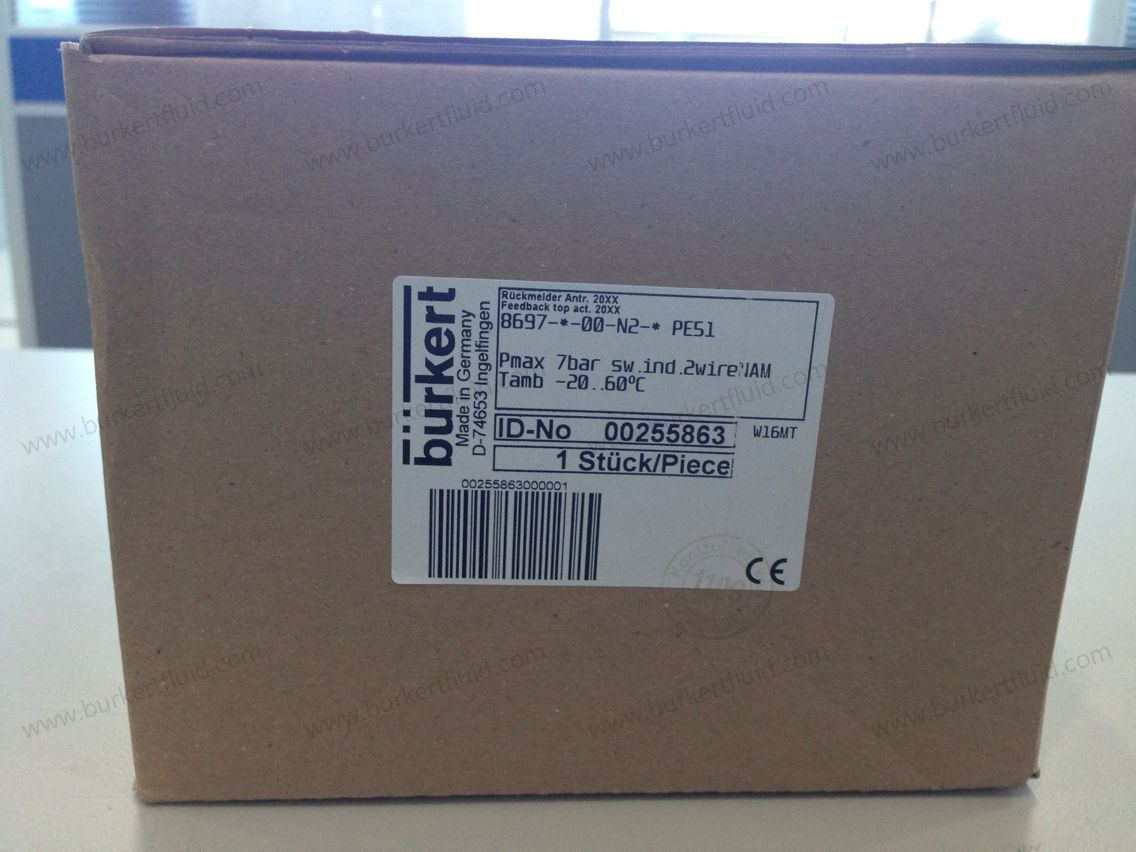 bürkert
Made in Germany
D-74653 Ingelfingen
Rückmelder Antr. 20XX
Feedback top act. 20XX
8697-*-00-N2-* PE51
Pmax 7bar sw.ind.2wireNAM
Tamb -20..60°C
ID-No 00255863
W16MT
1 Stück/Piece
00255863000001
CE
www.burkertfluid.com
www.burkertfluid.com
www.burkertfluid.com
www.burkertfluid.com
www.burkertfluid.com
www.burkertfluid.com
www.burkertfluid.com
www.burkertfluid.com
www.burkertfluid.com
www.burkertfluid.com
www.burkertfluid.com
www.burkertfluid.com